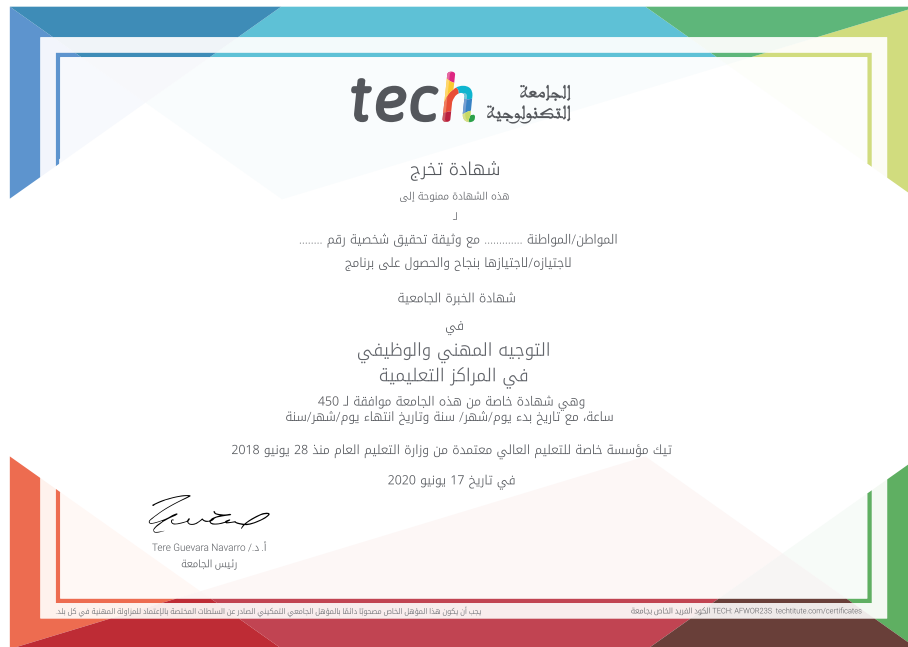 tech الجامعة
التكنولوجية
شهادة تخرج
هذه الشهادة ممنوحة إلى
لـ
المواطن/المواطنة ............ مع وثيقة تحقيق شخصية رقم ........
لاجتيازه/لاجتيازها بنجاح والحصول على برنامج
شهادة الخبرة الجامعية
في
التوجيه المهني والوظيفي
في المراكز التعليمية
وهي شهادة خاصة من هذه الجامعة موافقة لـ 450
ساعة، مع تاريخ بدء يوم/شهر/ سنة وتاريخ انتهاء يوم/شهر/سنة
تيك مؤسسة خاصة للتعليم العالي معتمدة من وزارة التعليم العام منذ 28 يونيو 2018
في تاريخ 17 يونيو 2020
أ.د./ Tere Guevara Navarro
رئيس الجامعة
يجب أن يكون هذا المؤهل الخاص مصحوبًا دائمًا بالمؤهل الجامعي التمكيني الصادر عن السلطات المختصة بالإعتماد للمزاولة المهنية في كل بلد.
الكود الفريد الخاص بجامعة TECH: AFWOR23S techtitute.com/certificates